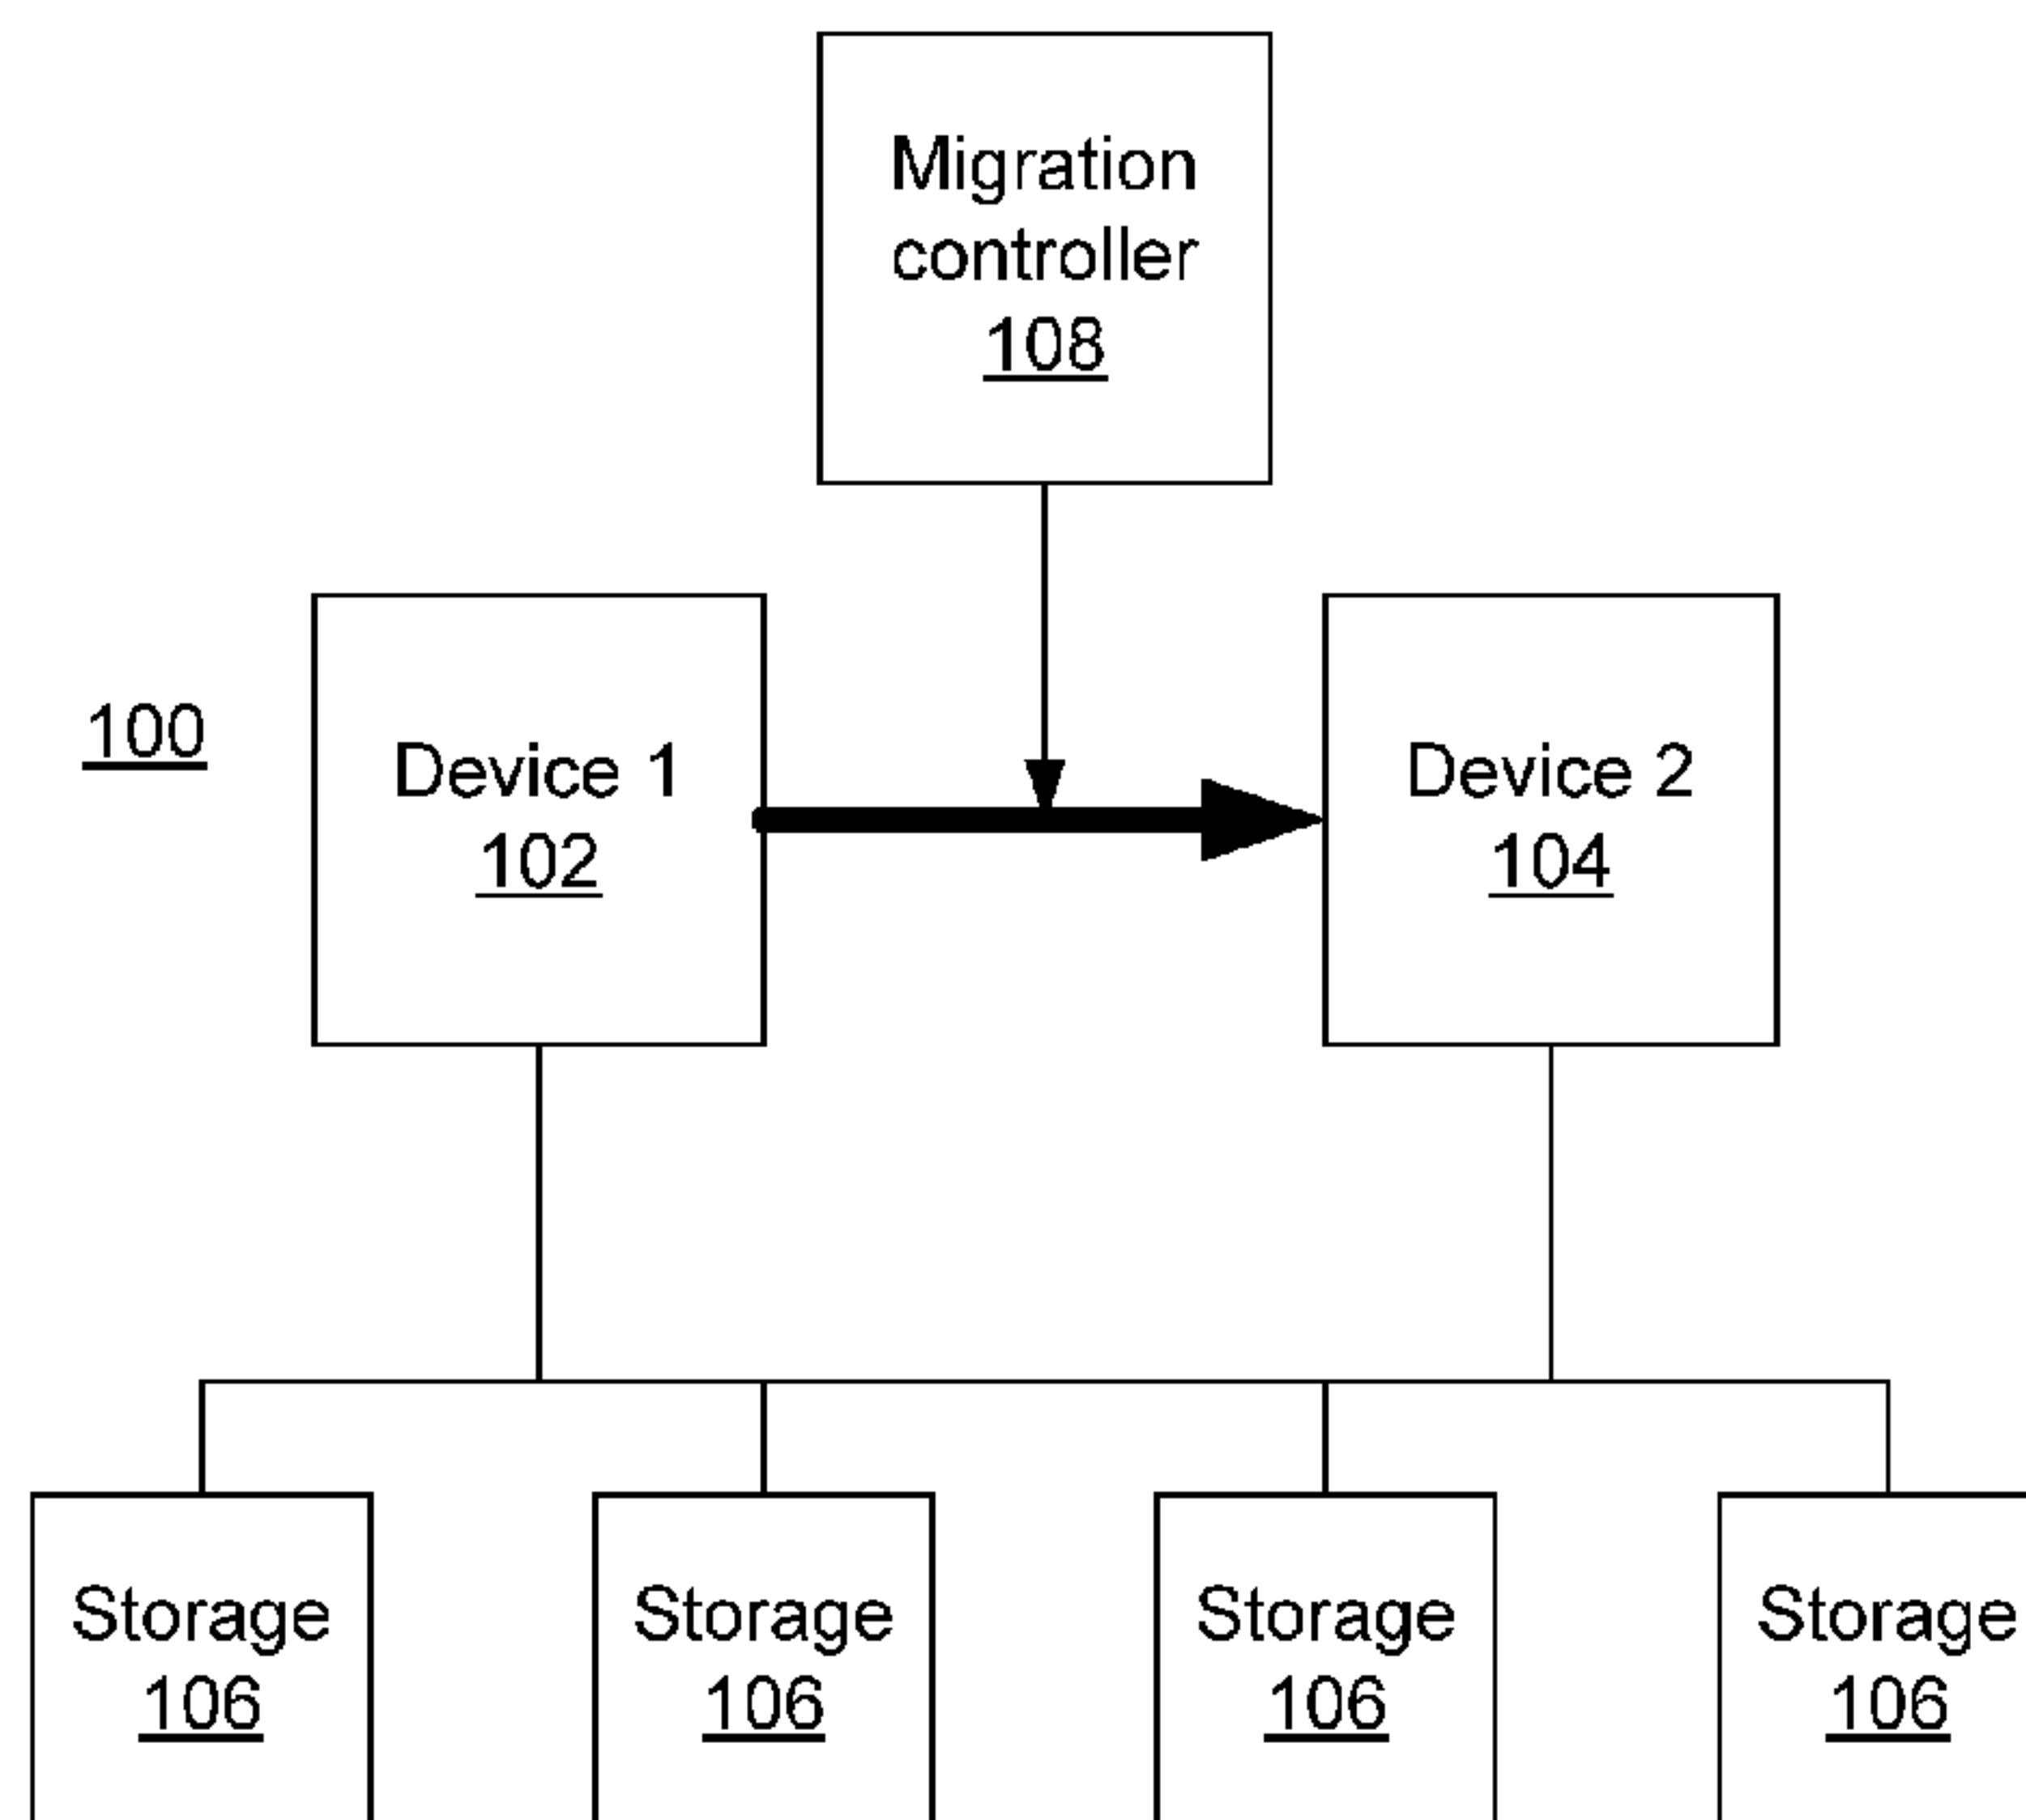 Migration
controller
108
100
Device 1
102
Device 2
104
Storage
106
Storage
106
Storage
106
Storage
106